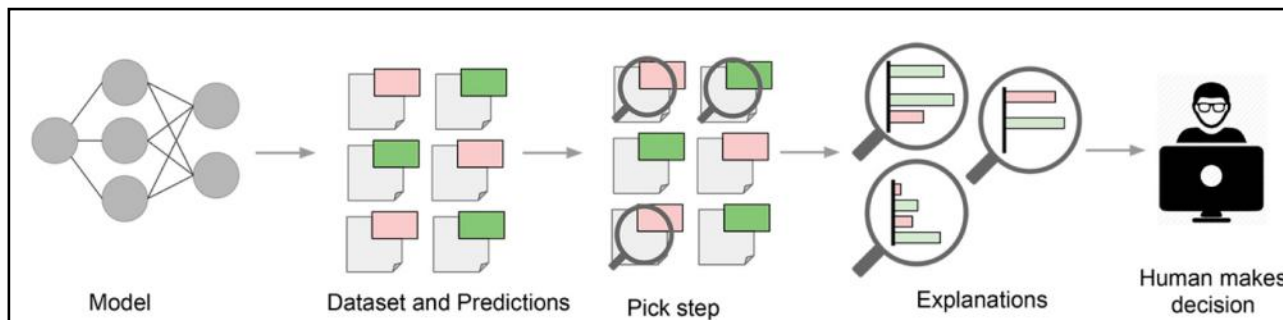 Model
Dataset and Predictions
Pick step
Explanations
Human makes
decision